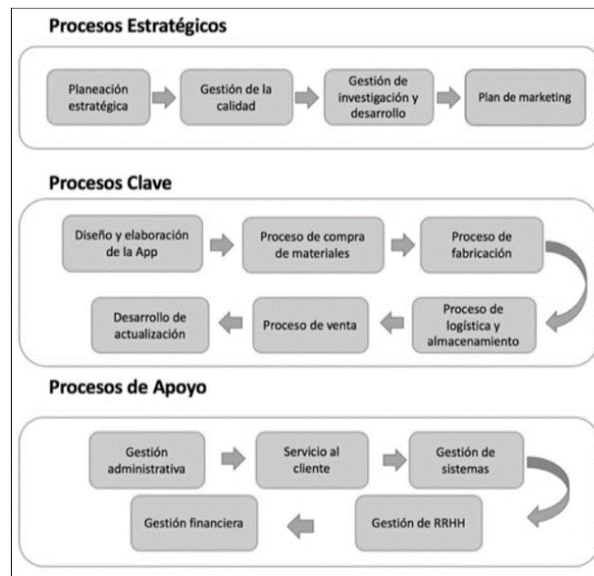 Procesos Estratégicos
Planeación
estratégica
Gestión de la
calidad
Gestión de
investigación y
desarrollo
Plan de marketing
Procesos Clave
Diseño y elaboración
de la App
Proceso de compra
de materiales
Proceso de
fabricación
Proceso de
logística y
almacenamiento
Proceso de venta
Desarrollo de
actualización
Procesos de Apoyo
Gestión
administrativa
Servicio al
cliente
Gestión de
sistemas
Gestión de RRHH
Gestión financiera